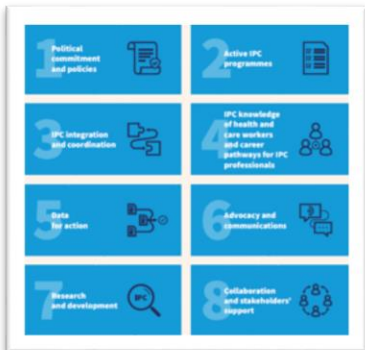 1
Political
commitment
and policies
2
Active IPC
programmes
3
IPC integration
and coordination
4
IPC knowledge
of health and
care workers
and career
pathways for IPC
professionals
5
Data
for action
6
Advocacy and
communications
7
Research
and development
IPC
8
Collaboration
and stakeholders'
support